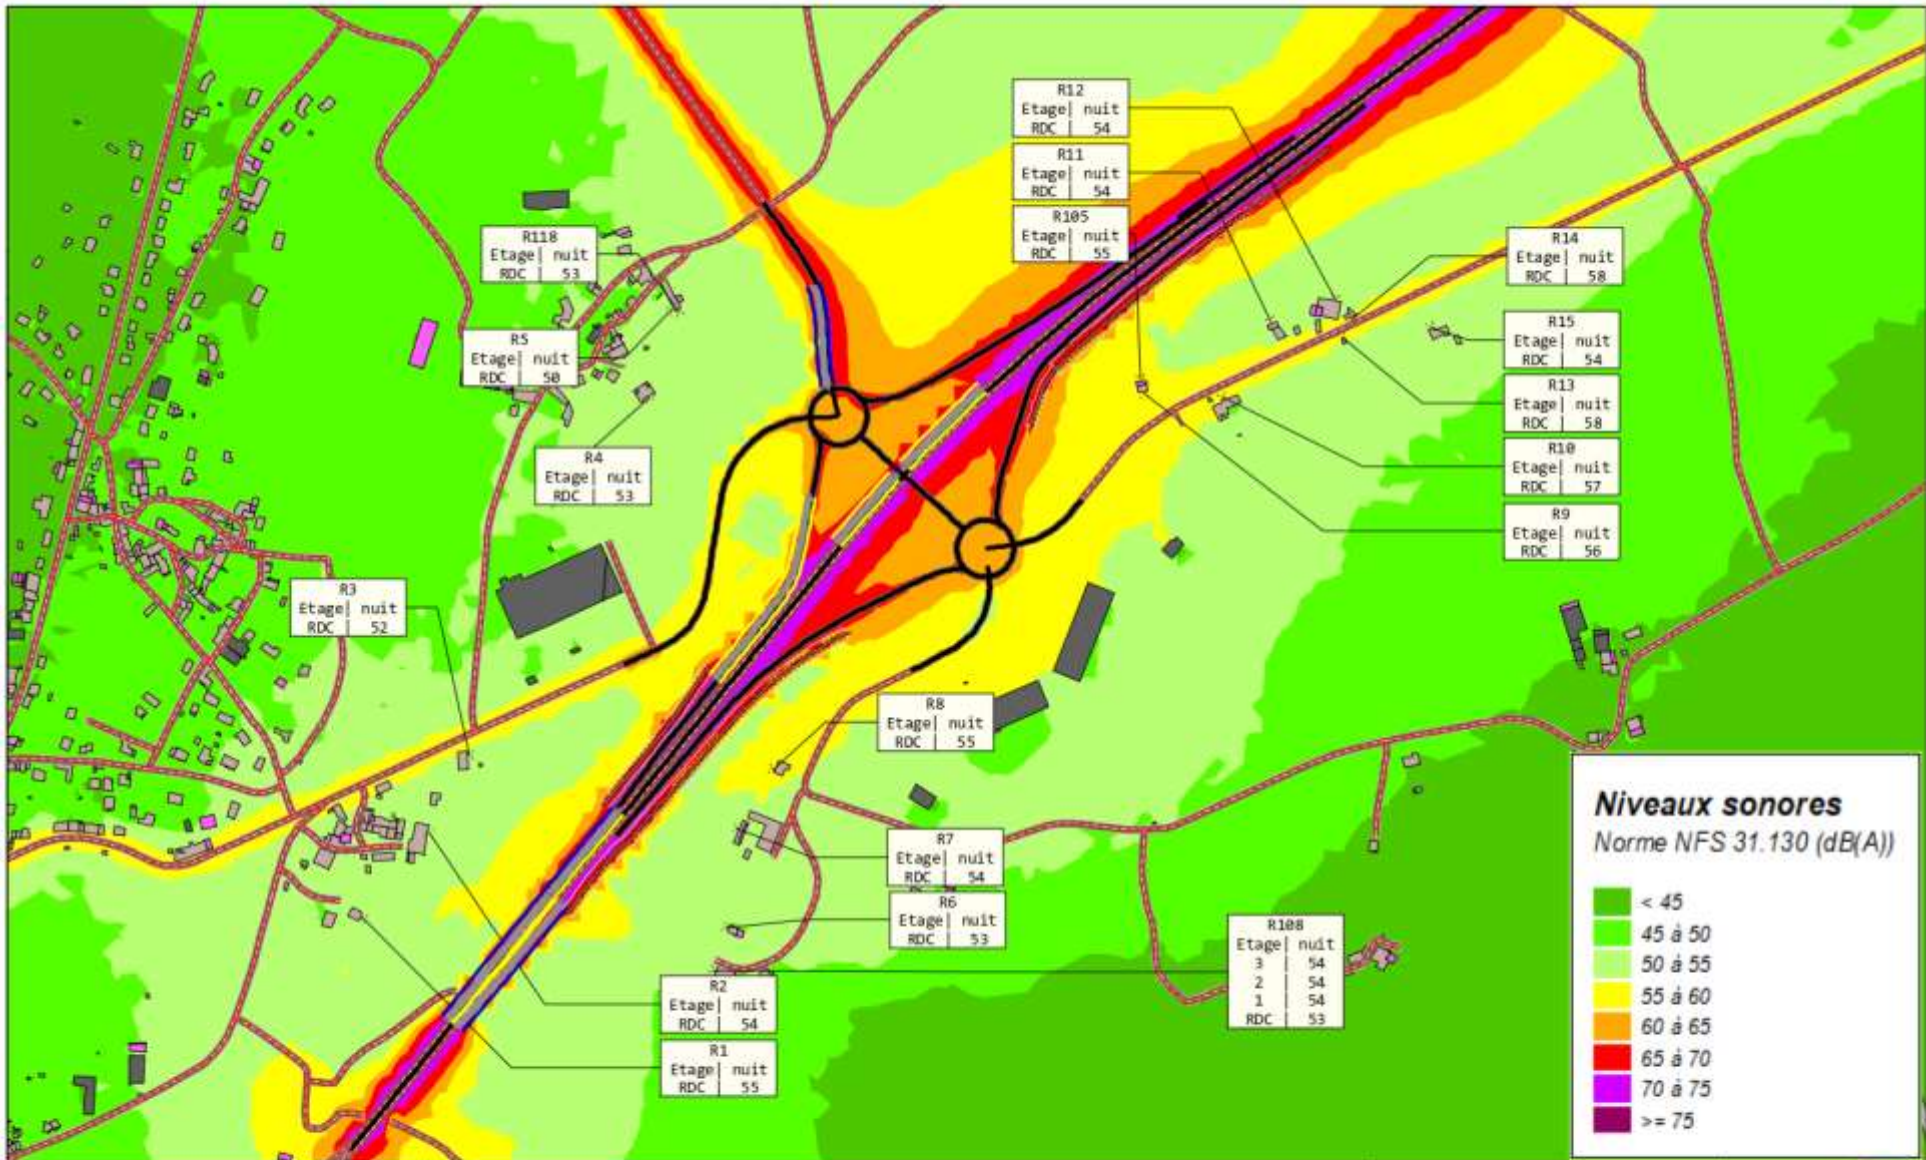 R12
Etage| nuit
RDC | 54
R11
Etage| nuit
RDC | 54
R105
Etage| nuit
RDC | 55
R118
Etage| nuit
RDC | 53
R14
Etage| nuit
RDC | 58
R5
Etage| nuit
RDC | 50
R15
Etage| nuit
RDC | 54
R13
Etage| nuit
RDC | 58
R4
Etage| nuit
RDC | 53
R10
Etage| nuit
RDC | 57
R9
Etage| nuit
RDC | 56
R3
Etage| nuit
RDC | 52
R8
Etage| nuit
RDC | 55
R7
Etage| nuit
RDC | 54
R6
Etage| nuit
RDC | 53
R108
Etage| nuit
3 | 54
2 | 54
1 | 54
RDC | 53
R2
Etage| nuit
RDC | 54
R1
Etage| nuit
RDC | 55
Niveaux sonores
Norme NFS 31.130 (dB(A))
< 45
45 à 50
50 à 55
55 à 60
60 à 65
65 à 70
70 à 75
>= 75